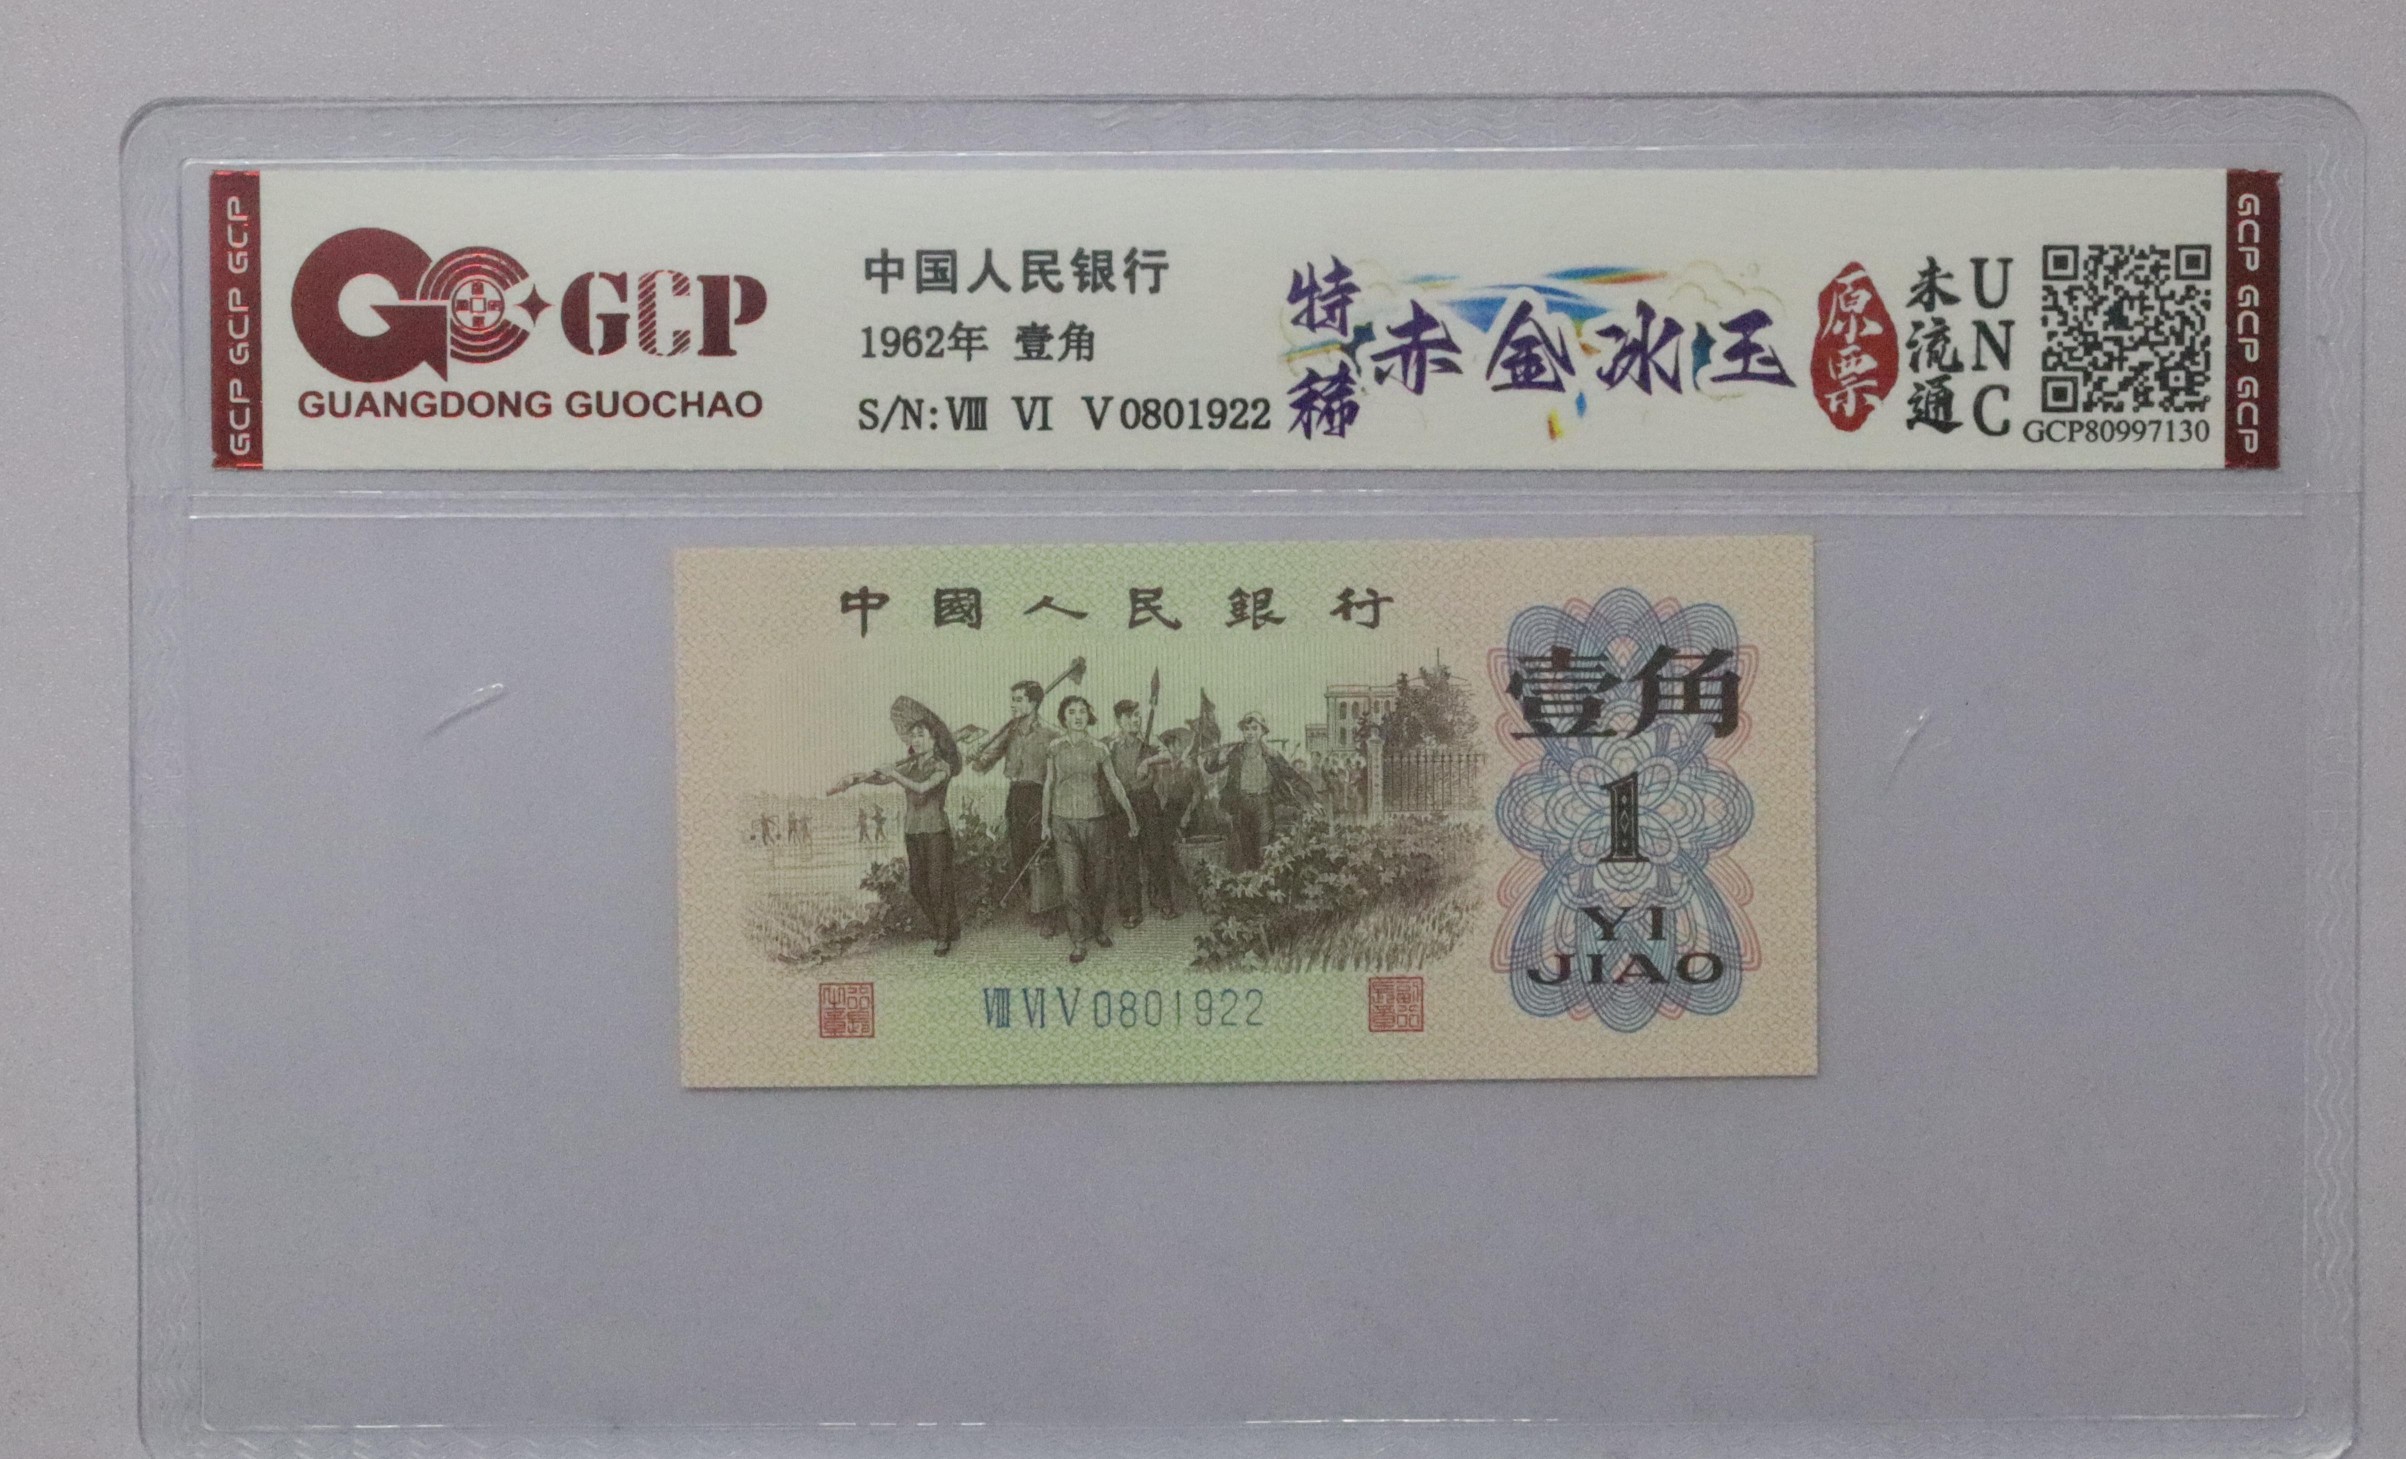 GCP GCP GCP
GCP
GUANGDONG GUOCHAO
中国人民银行
1962年 壹角
S/N: Ⅷ Ⅵ Ⅴ 0801922
特稀
赤金冰玉
原票
未流通
UNC
GCP80997130
GCP GCP GCP
中國人民銀行
壹角
1
YI
JIAO
Ⅷ Ⅵ Ⅴ 0801922